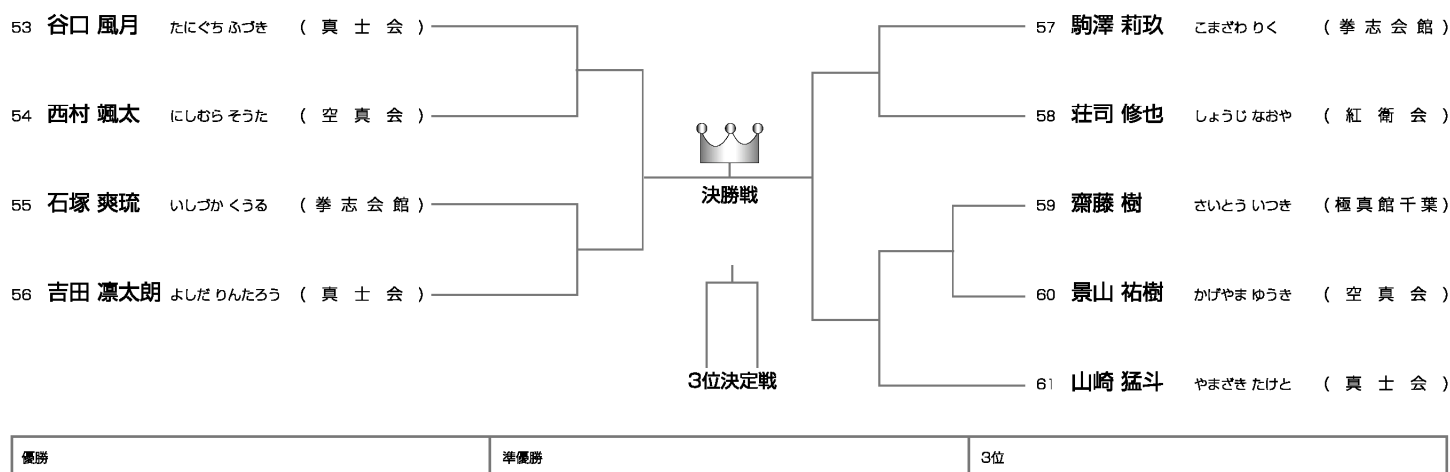 53 谷口 風月 たにぐち ふづき (真士会)
54 西村 颯太 にしむら そうた (空真会)
55 石塚 爽琉 いしづか くうる (拳志会館)
56 吉田 凛太朗 よしだ りんたろう (真士会)
決勝戦
3位決定戦
57 駒澤 莉玖 こまざわ りく (拳志会館)
58 荘司 修也 しょうじ なおや (紅衛会)
59 齋藤 樹 さいとう いつき (極真館千葉)
60 景山 祐樹 かげやま ゆうき (空真会)
61 山崎 猛斗 やまざき たけと (真士会)
優勝
準優勝
3位